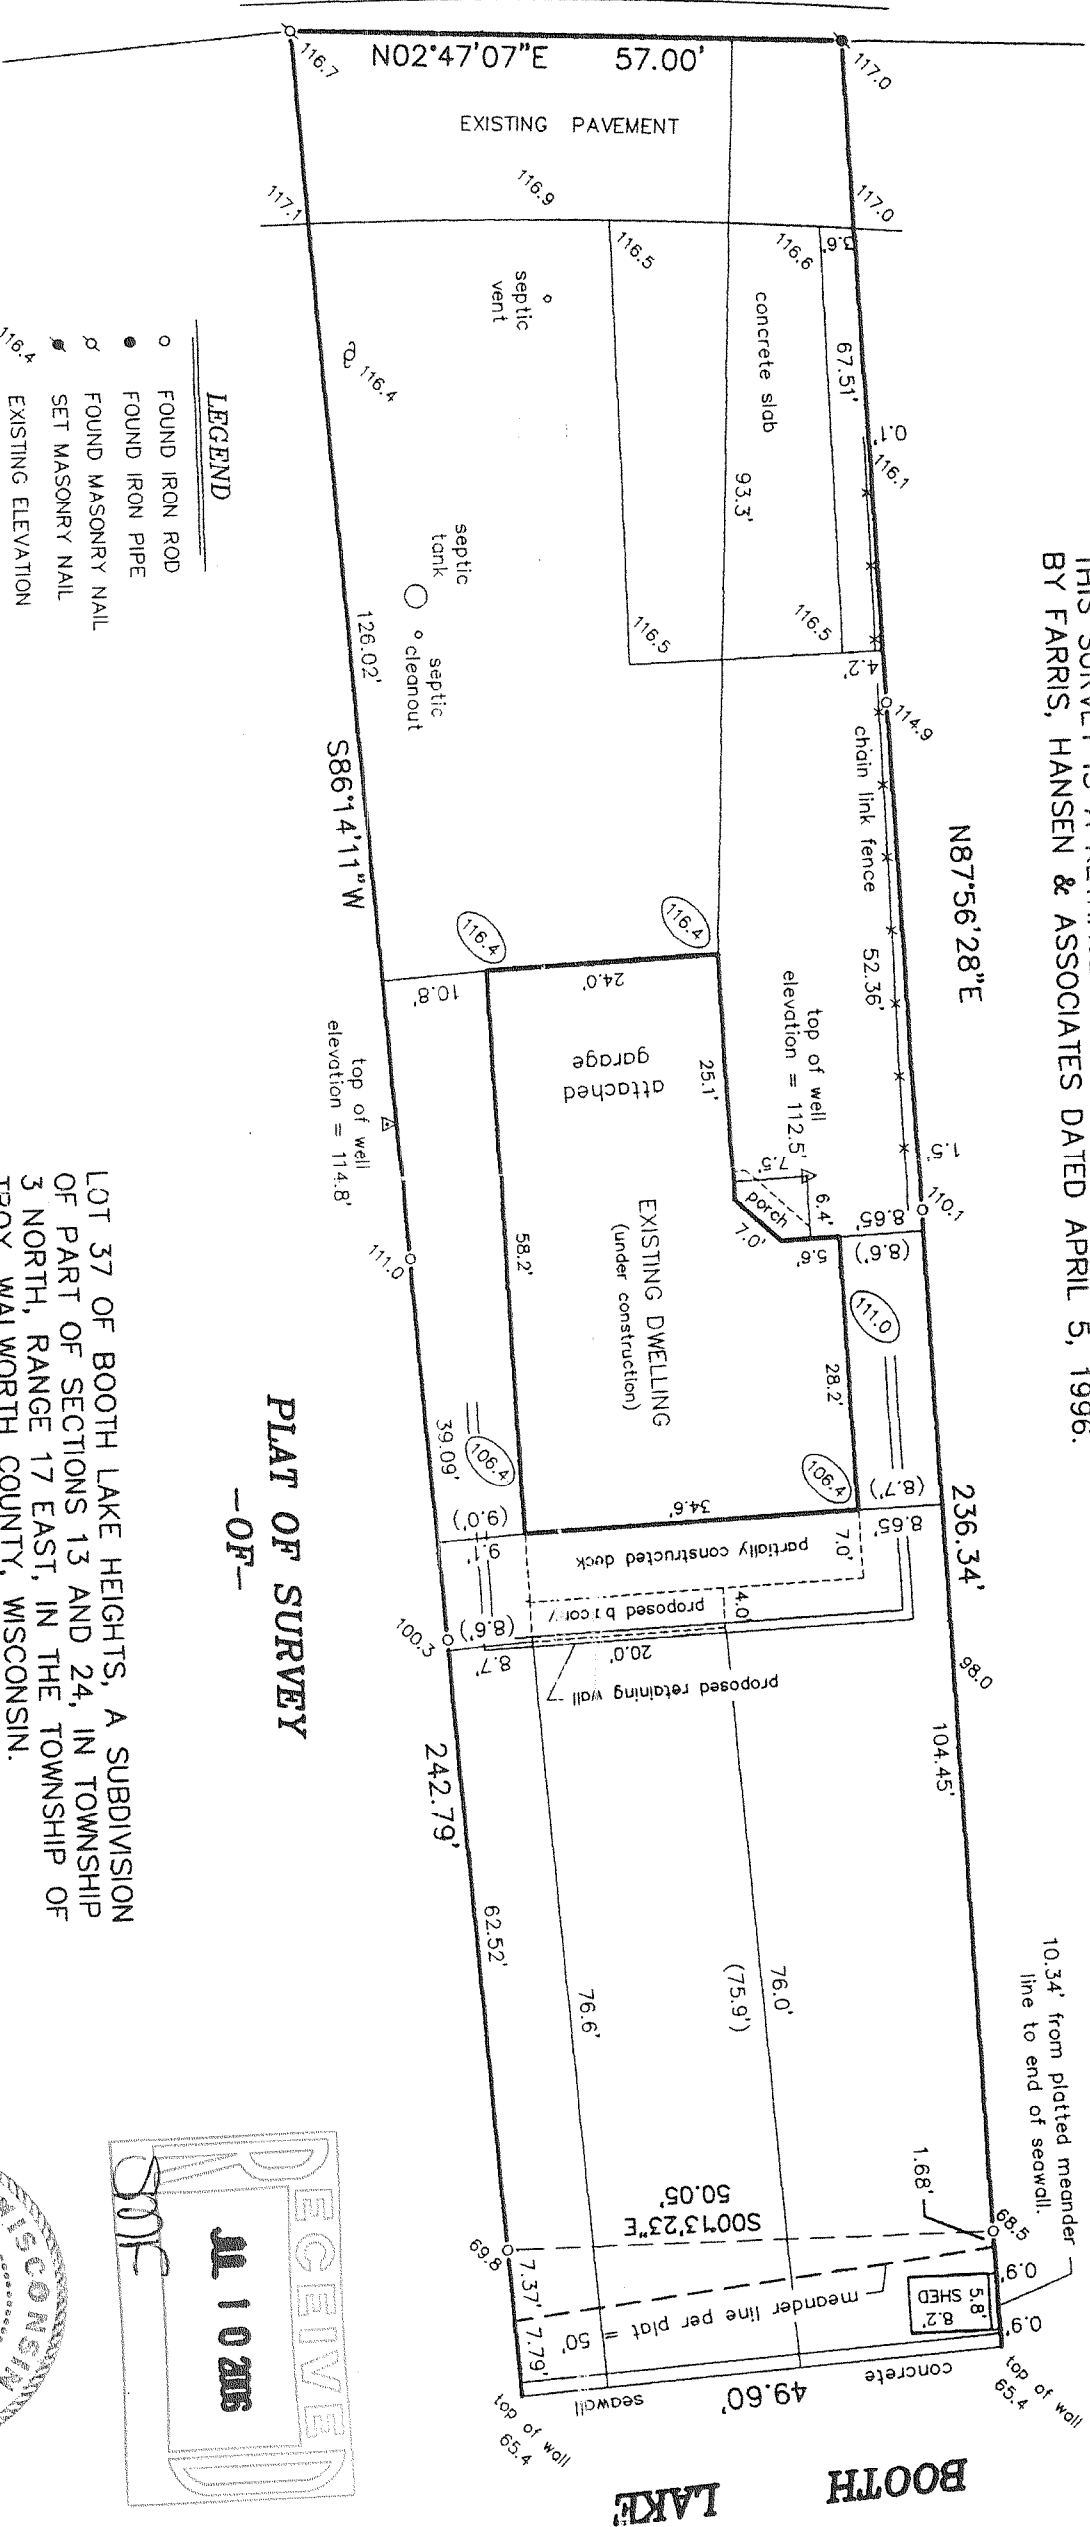 THIS SURVEY IS A
BY FARRIS, HANSEN & ASSOCIATES DATED APRIL 5, 1996.
N87°56'28"E
236.34'
10.34' from platted meander
line to end of seawall.
117.0
117.0
3.6'
67.51'
0.1'
116.1
4.2'
114.9
chain link fence
52.36'
1.5'
110.1
8.65'
(8.6')
(8.7')
8.65'
98.0
104.45'
1.68'
68.5
0.9'
0.9'
5.8'
SHED
8.2'
top of wall
65.4
N02°47'07"E
57.00'
EXISTING PAVEMENT
116.9
116.6
concrete slab
116.5
116.5
116.5
93.3'
septic
vent
septic
tank
septic
cleanout
116.4
top of well
elevation = 112.5'
7.5'
6.4'
porch
7.0'
5.6'
111.0
28.2'
106.4
116.4
116.4
24.0'
25.1'
attached
garage
EXISTING DWELLING
(under construction)
58.2'
34.6'
106.4
10.8'
partially constructed deck
7.0'
proposed
4.0'
20.0'
proposed retaining wall
76.0'
(75.9')
76.6'
S00°13'23"E
50.05'
meander line per plat = 50'
concrete
49.60'
seawall
BOOTH
LAKE
116.7
117.1
126.02'
S86°14'11"W
top of well
elevation = 114.8'
111.0
39.09'
(9.0')
9.1'
(8.6')
8.7'
100.3
242.79'
62.52'
69.8
7.37'
7.79'
top of wall
65.4
LEGEND
FOUND IRON ROD
FOUND IRON PIPE
FOUND MASONRY NAIL
SET MASONRY NAIL
116.4 EXISTING ELEVATION
PLAT OF SURVEY
-OF-
LOT 37 OF BOOTH LAKE HEIGHTS, A SUBDIVISION
OF PART OF SECTIONS 13 AND 24, IN TOWNSHIP
3 NORTH, RANGE 17 EAST, IN THE TOWNSHIP OF
TROY, WALWORTH COUNTY, WISCONSIN.
RECEIVED
JUL 10 2006
WISCONSIN